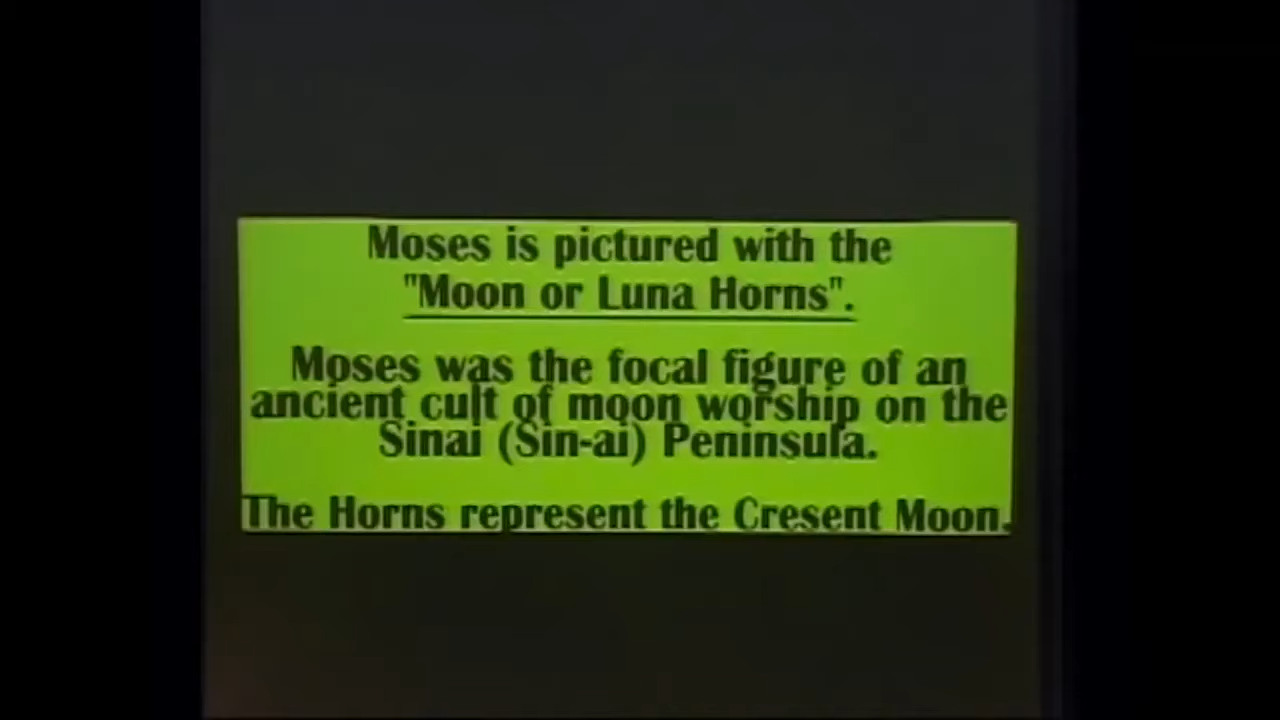 Moses is pictured with the
"Moon or Luna Horns".
Moses was the focal figure of an
ancient cult of moon worship on the
Sinai (Sin-ai) Peninsula.
The Horns represent the Cresent Moon.